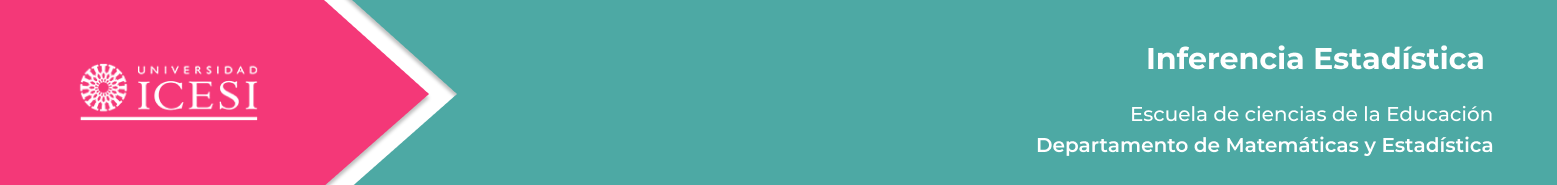 UNIVERSIDAD
ICESI
Inferencia Estadística
Escuela de ciencias de la Educación
Departamento de Matemáticas y Estadística